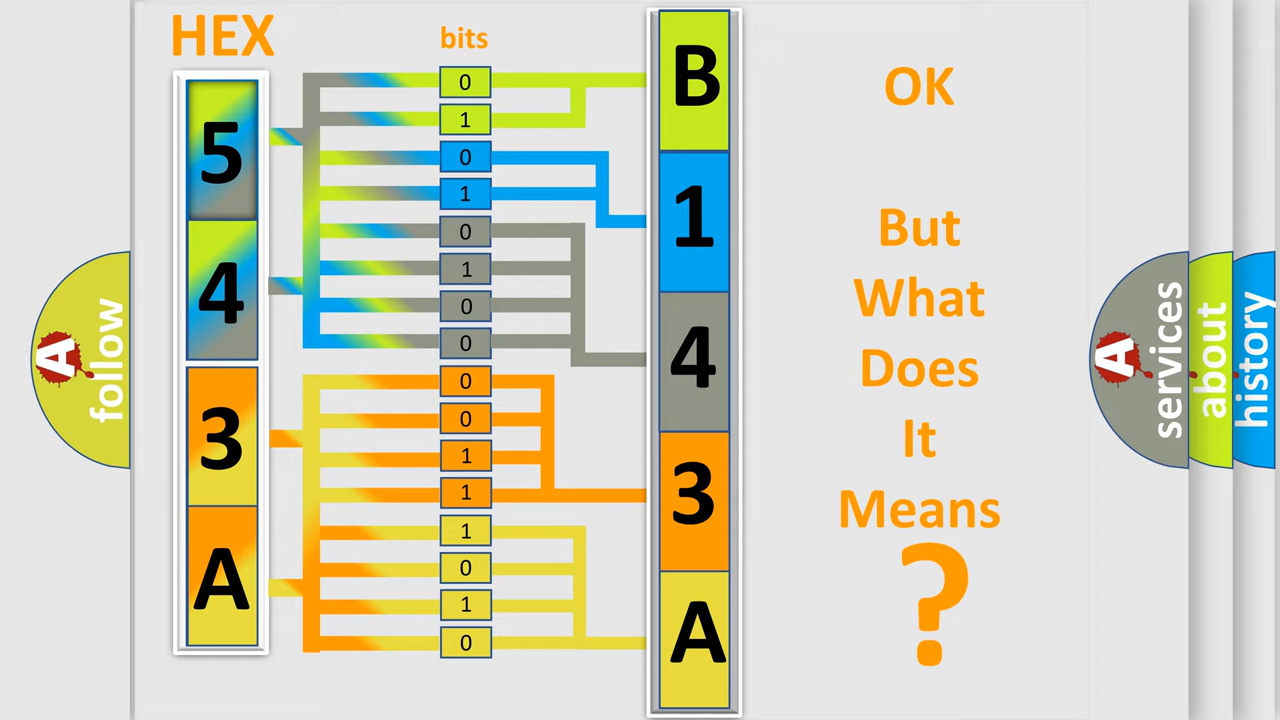 HEX
bits
5
4
3
A
0
1
0
1
0
1
0
0
0
0
1
1
1
0
1
0
B
1
4
3
A
OK
But
What
Does
It
Means
?
A
follow
A
services
about
history